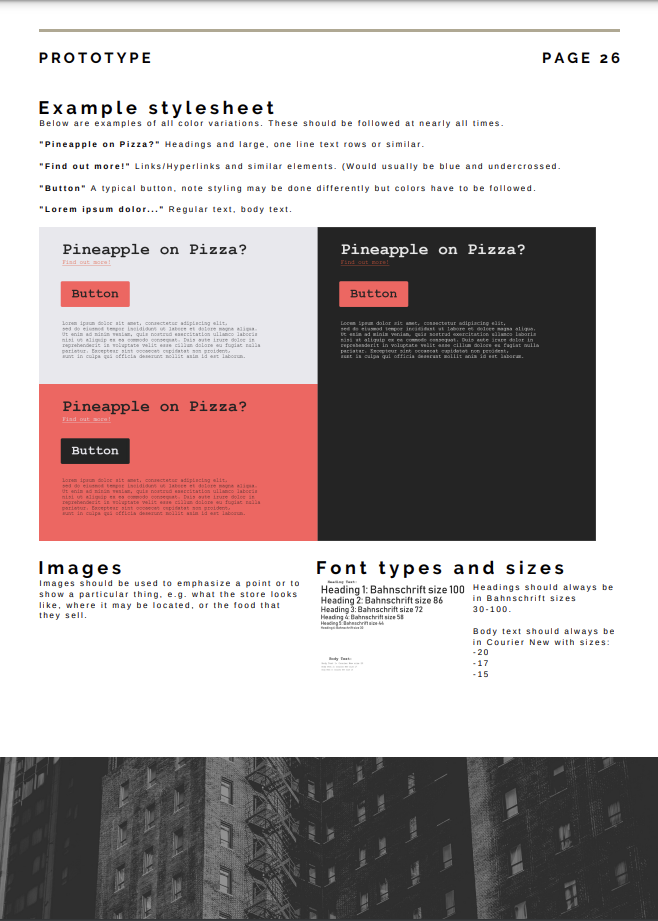 PROTOTYPE
PAGE 26
Example stylesheet
Below are examples of all color variations. These should be followed at nearly all times.
"Pineapple on Pizza?" Headings and large, one line text rows or similar.
"Find out more!" Links/Hyperlinks and similar elements. (Would usually be blue and undercrossed.
"Button" A typical button, note styling may be done differently but colors have to be followed.
"Lorem ipsum dolor..." Regular text, body text.
Pineapple on Pizza?
Find out more!
Button
Lorem ipsum dolor sit amet, consectetur adipiscing elit,
sed do eiusmod tempor incididunt ut labore et dolore magna aliqua.
Ut enim ad minim veniam, quis nostrud exercitation ullamco laboris
nisi ut aliquip ex ea commodo consequat. Duis aute irure dolor in
reprehenderit in voluptate velit esse cillum dolore eu fugiat nulla
pariatur. Excepteur sint occaecat cupidatat non proident,
sunt in culpa qui officia deserunt mollit anim id est laborum.
Pineapple on Pizza?
Find out more!
Button
Lorem ipsum dolor sit amet, consectetur adipiscing elit,
sed do eiusmod tempor incididunt ut labore et dolore magna aliqua.
Ut enim ad minim veniam, quis nostrud exercitation ullamco laboris
nisi ut aliquip ex ea commodo consequat. Duis aute irure dolor in
reprehenderit in voluptate velit esse cillum dolore eu fugiat nulla
pariatur. Excepteur sint occaecat cupidatat non proident,
sunt in culpa qui officia deserunt mollit anim id est laborum.
Pineapple on Pizza?
Find out more!
Button
Lorem ipsum dolor sit amet, consectetur adipiscing elit,
sed do eiusmod tempor incididunt ut labore et dolore magna aliqua.
Ut enim ad minim veniam, quis nostrud exercitation ullamco laboris
nisi ut aliquip ex ea commodo consequat. Duis aute irure dolor in
reprehenderit in voluptate velit esse cillum dolore eu fugiat nulla
pariatur. Excepteur sint occaecat cupidatat non proident,
sunt in culpa qui officia deserunt mollit anim id est laborum.
Images
Images should be used to emphasize a point or to
show a particular thing, e.g. what the store looks
like, where it may be located, or the food that
they sell.
Font types and sizes
Heading Text:
Heading 1: Bahnschrift size 100
Heading 2: Bahnschrift size 86
Heading 3: Bahnschrift size 72
Heading 4: Bahnschrift size 58
Heading 5: Bahnschrift size 44
Body Text:
Headings should always be
in Bahnschrift sizes
30-100.
Body text should always be
in Courier New with sizes:
-20
-17
-15